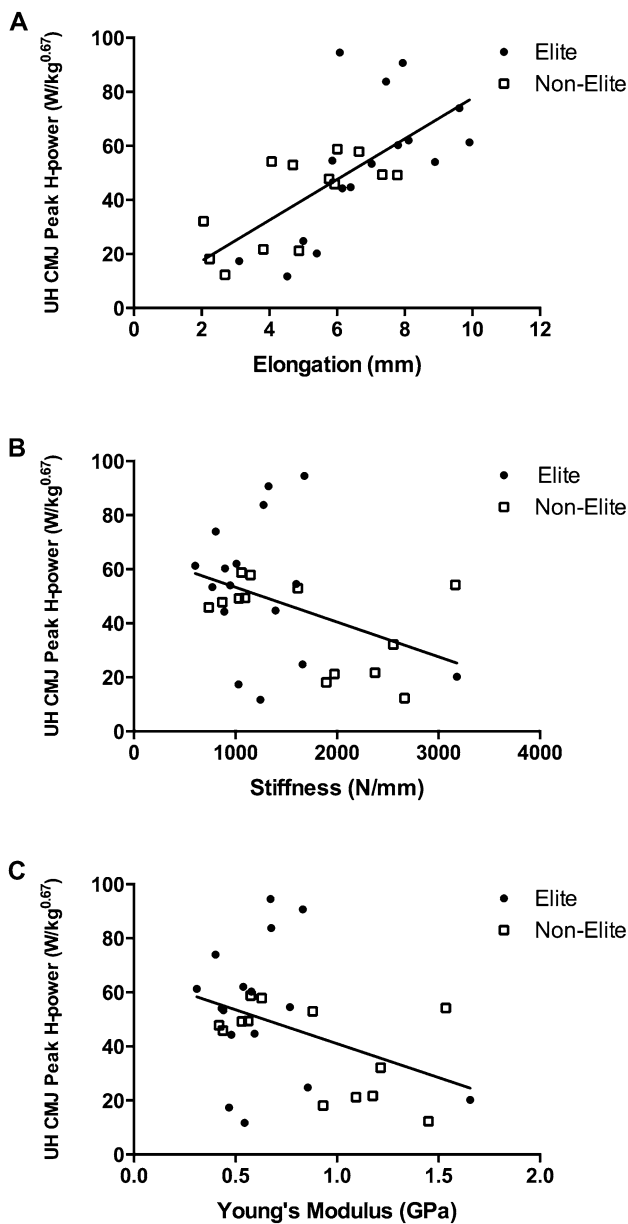 A
UH CMJ Peak H-power (W/kg^0.67)
100
80
60
40
20
0
0 2 4 6 8 10 12
Elongation (mm)
Elite
Non-Elite
B
UH CMJ Peak H-power (W/kg^0.67)
100
80
60
40
20
0
0 1000 2000 3000 4000
Stiffness (N/mm)
Elite
Non-Elite
C
UH CMJ Peak H-power (W/kg^0.67)
100
80
60
40
20
0
0.0 0.5 1.0 1.5 2.0
Young's Modulus (GPa)
Elite
Non-Elite